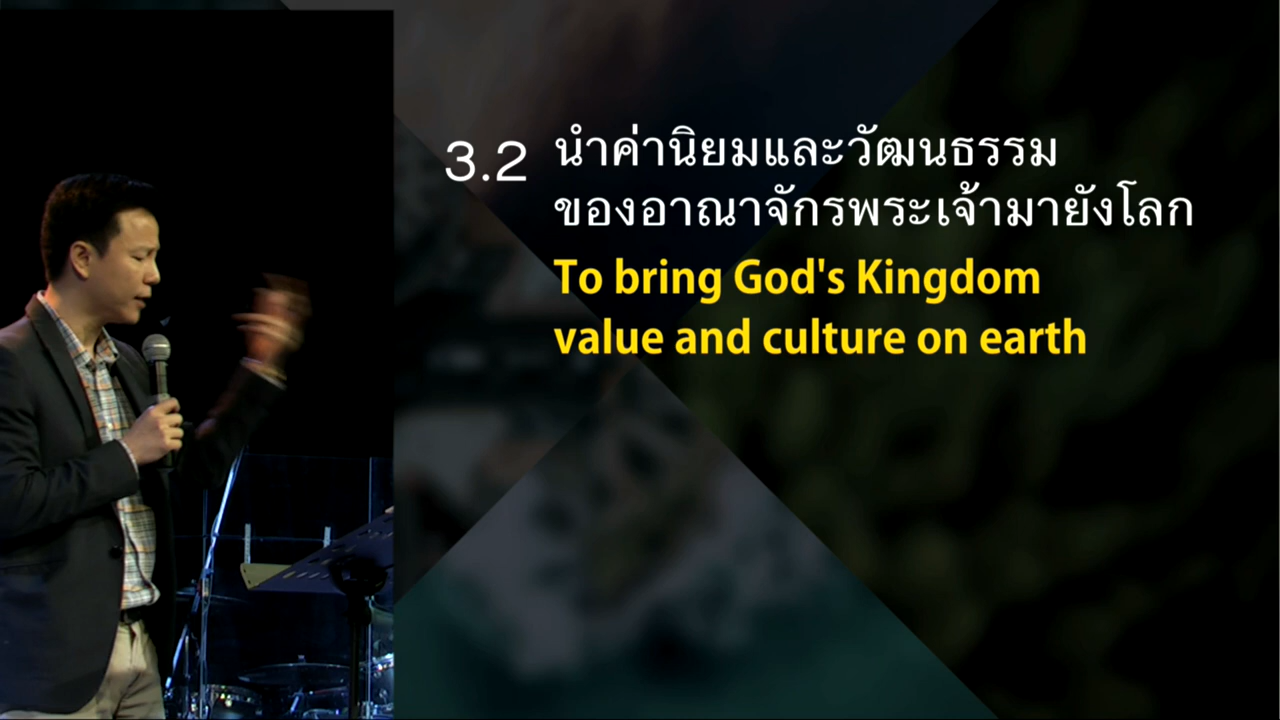 3.2 นำค่านิยมและวัฒนธรรม
ของอาณาจักรพระเจ้ามายังโลก
To bring God's Kingdom
value and culture on earth